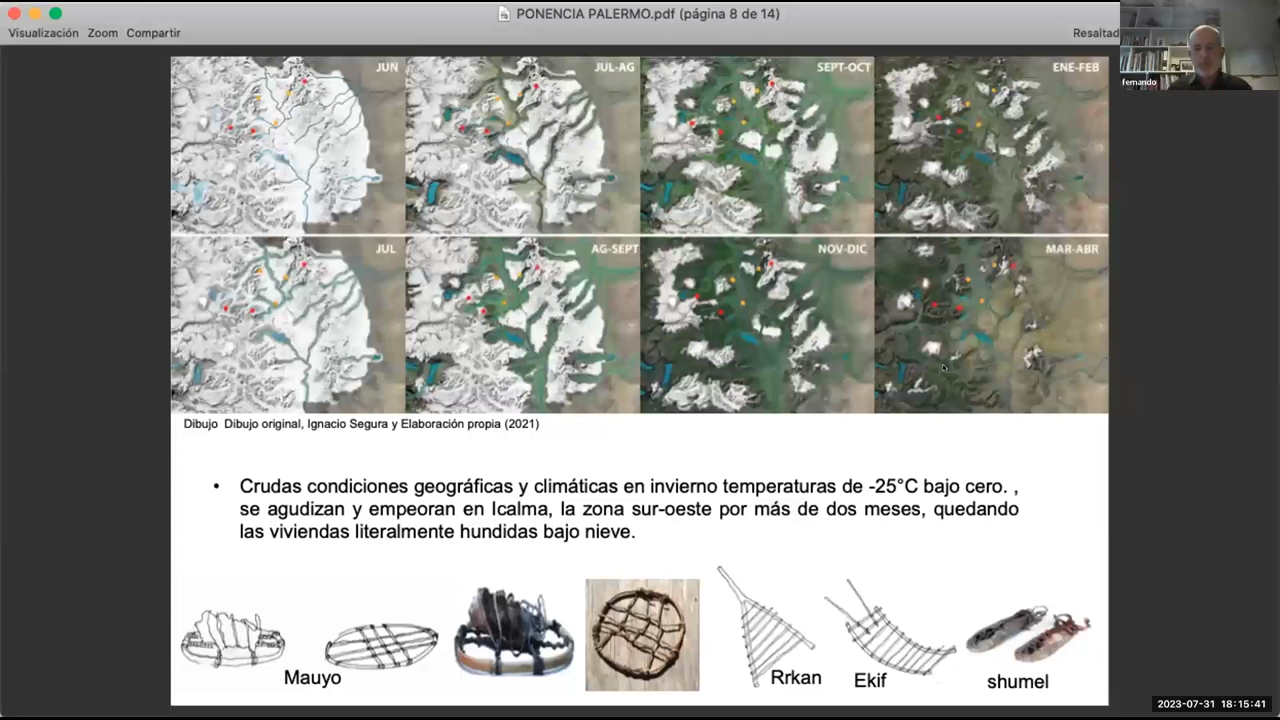 PONENCIA PALERMO.pdf (página 8 de 14)
Visualización Zoom Compartir
Resaltad
fernando
JUN
JUL-AG
SEPT-OCT
ENE-FEB
JUL
AG-SEPT
NOV-DIC
MAR-ABR
Dibujo Dibujo original, Ignacio Segura y Elaboración propia (2021)
• Crudas condiciones geográficas y climáticas en invierno temperaturas de -25°C bajo cero. ,
se agudizan y empeoran en Icalma, la zona sur-oeste por más de dos meses, quedando
las viviendas literalmente hundidas bajo nieve.
Mauyo
Rrkan
Ekif
shumel
2023-07-31 18:15:41